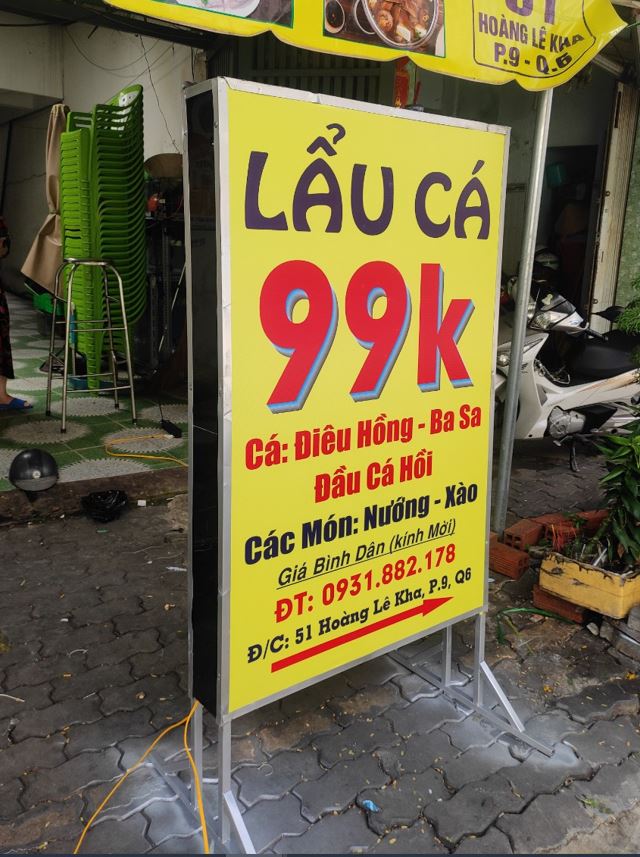 HOÀNG LÊ KHA
P.9 - Q.6
LẨU CÁ
99k
Cá: Điêu Hồng - Ba Sa
Đầu Cá Hồi
Các Món: Nướng - Xào
Giá Bình Dân (kính Mời)
ĐT: 0931.882.178
Đ/C: 51 Hoàng Lê Kha, P.9, Q6